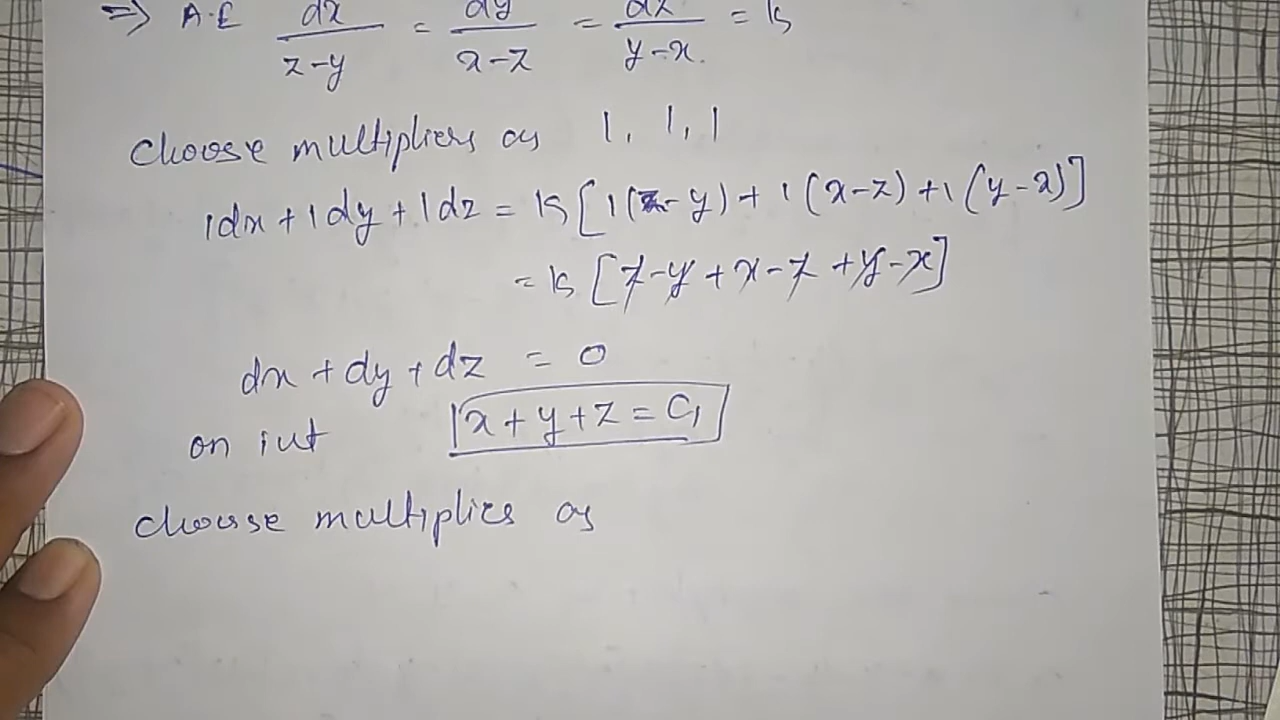 ⇒ A.E dx/z-y = dy/x-z = dz/y-x. = k
Choose multipliers as 1, 1, 1
1dx + 1dy + 1dz = k[1(z-y) + 1(x-z) + 1(y-x)]
= k[z-y+x-z+y-x]
dx + dy + dz = 0
on int x+y+z = C₁
choose multiplies as